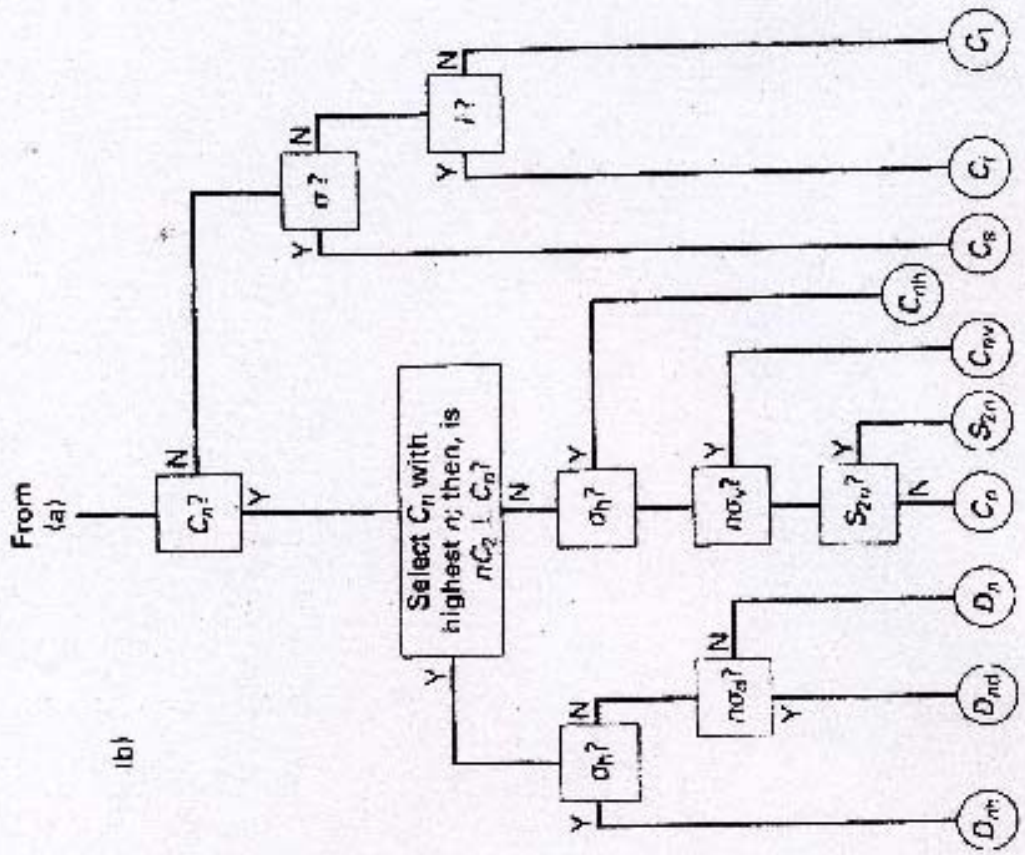 From
(a)
(b)
Cₙ?
N
Y
σ?
N
Y
i?
N
Y
Select Cₙ with
highest n; then, is
nC₂ ⊥ Cₙ?
Y
N
σₕ?
Y
N
σₕ?
Y
nσ_d?
N
Y
nσᵥ?
Y
S₂ₙ?
Y
N
Dₙₕ
Dₙd
Dₙ
Cₙ
S₂ₙ
Cₙᵥ
Cₙₕ
Cₛ
Cᵢ
C₁